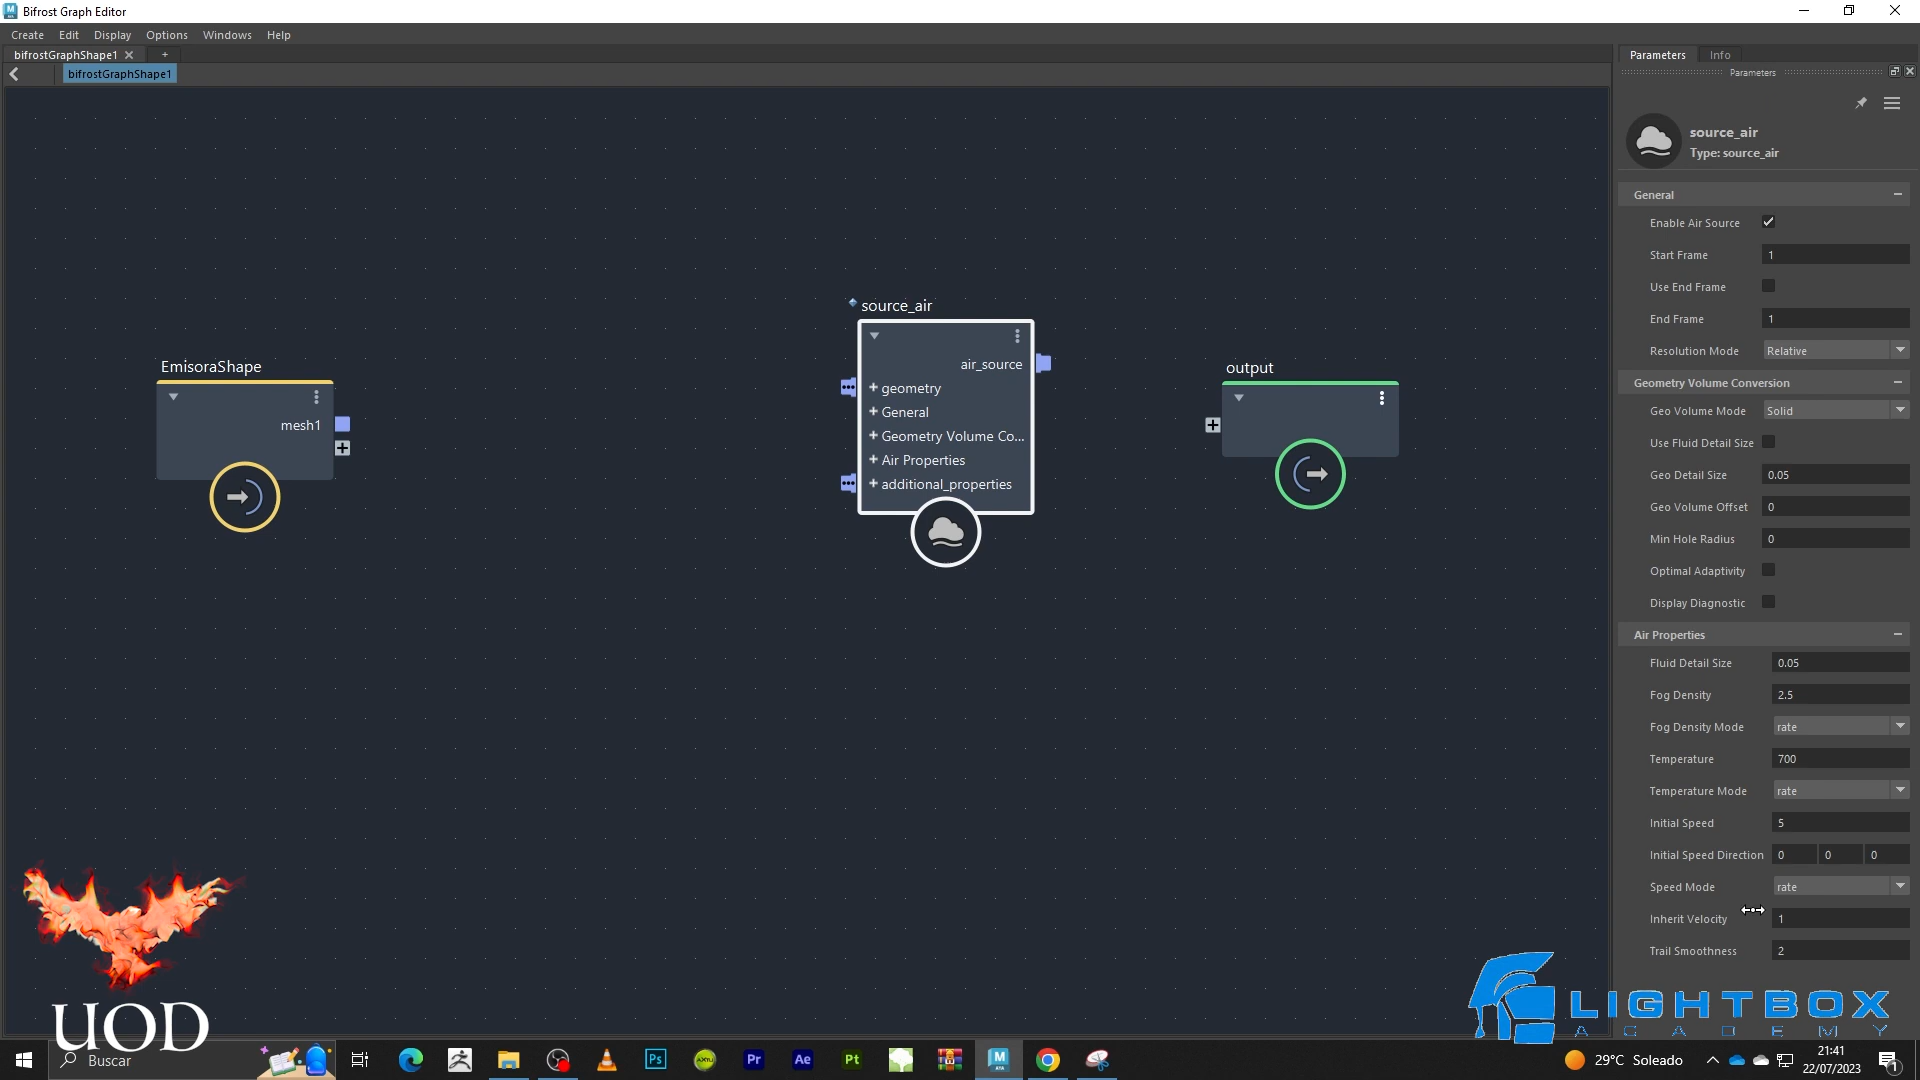 Bifrost Graph Editor
Create Edit Display Options Windows Help
bifrostGraphShape1
bifrostGraphShape1
Parameters Info
Parameters
source_air
Type: source_air
General
Enable Air Source
Start Frame 1
Use End Frame
End Frame 1
Resolution Mode Relative
Geometry Volume Conversion
Geo Volume Mode Solid
Use Fluid Detail Size
Geo Detail Size 0.05
Geo Volume Offset 0
Min Hole Radius 0
Optimal Adaptivity
Display Diagnostic
Air Properties
Fluid Detail Size 0.05
Fog Density 2.5
Fog Density Mode rate
Temperature 700
Temperature Mode rate
Initial Speed 5
Initial Speed Direction 0 0 0
Speed Mode rate
Inherit Velocity 1
Trail Smoothness 2
EmisoraShape
mesh1
source_air
air_source
geometry
General
Geometry Volume Co...
Air Properties
additional_properties
output
UOD
LIGHTBOX
ACADEMY
Buscar
Ps
Pr
Ae
Pt
M
29°C Soleado
21:41
22/07/2023
1